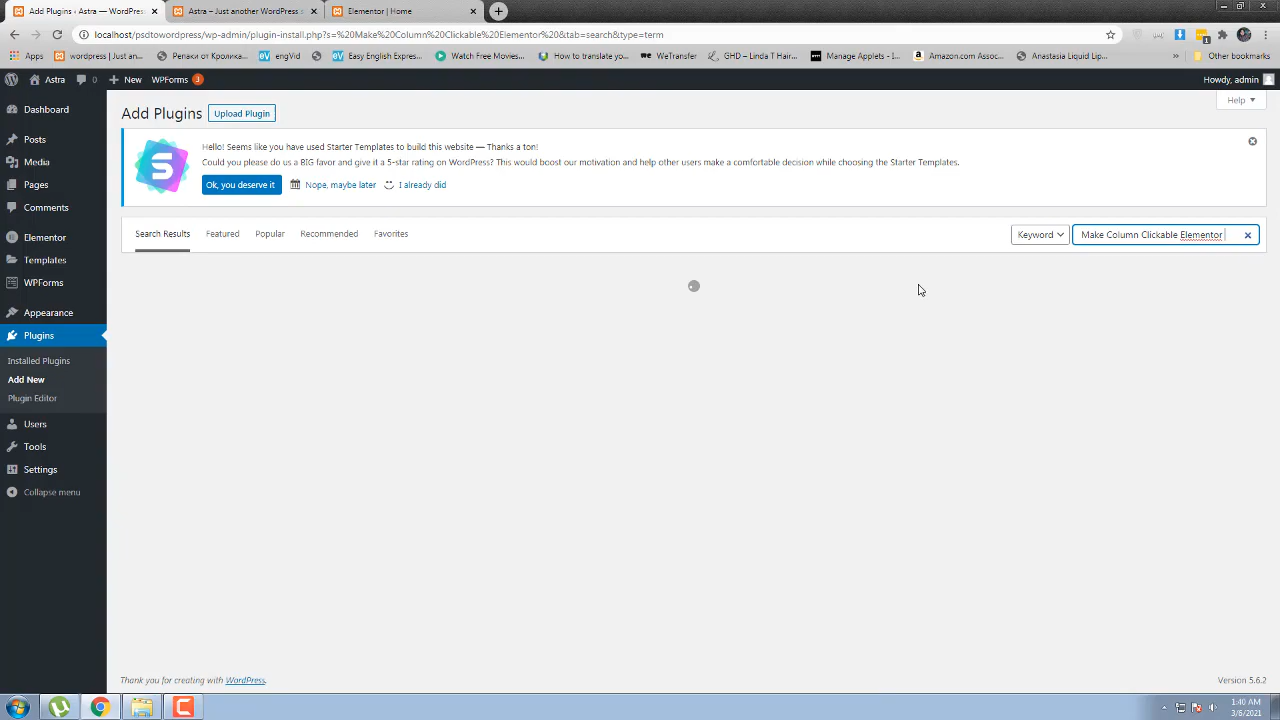 Add Plugins ‹ Astra — WordPress
Astra – Just another WordPress s
Elementor | Home
localhost/psdtowordpress/wp-admin/plugin-install.php?s=%20Make%20Column%20Clickable%20Elementor%20&tab=search&type=term
Apps
wordpress | Just an...
Репаки от Кролика...
engVid
Easy English Expres...
Watch Free Movies...
How to translate yo...
WeTransfer
GHD – Linda T Hair...
Manage Applets - I...
Amazon.com Assoc...
Anastasia Liquid Lip...
Other bookmarks
Astra
0
New
WPForms 3
Howdy, admin
Dashboard
Posts
Media
Pages
Comments
Elementor
Templates
WPForms
Appearance
Plugins
Installed Plugins
Add New
Plugin Editor
Users
Tools
Settings
Collapse menu
Help
Add Plugins
Upload Plugin
Hello! Seems like you have used Starter Templates to build this website — Thanks a ton!
Could you please do us a BIG favor and give it a 5-star rating on WordPress? This would boost our motivation and help other users make a comfortable decision while choosing the Starter Templates.
Ok, you deserve it
Nope, maybe later
I already did
Search Results
Featured
Popular
Recommended
Favorites
Keyword
Make Column Clickable Elementor
Thank you for creating with WordPress.
Version 5.6.2
1:40 AM
3/6/2021